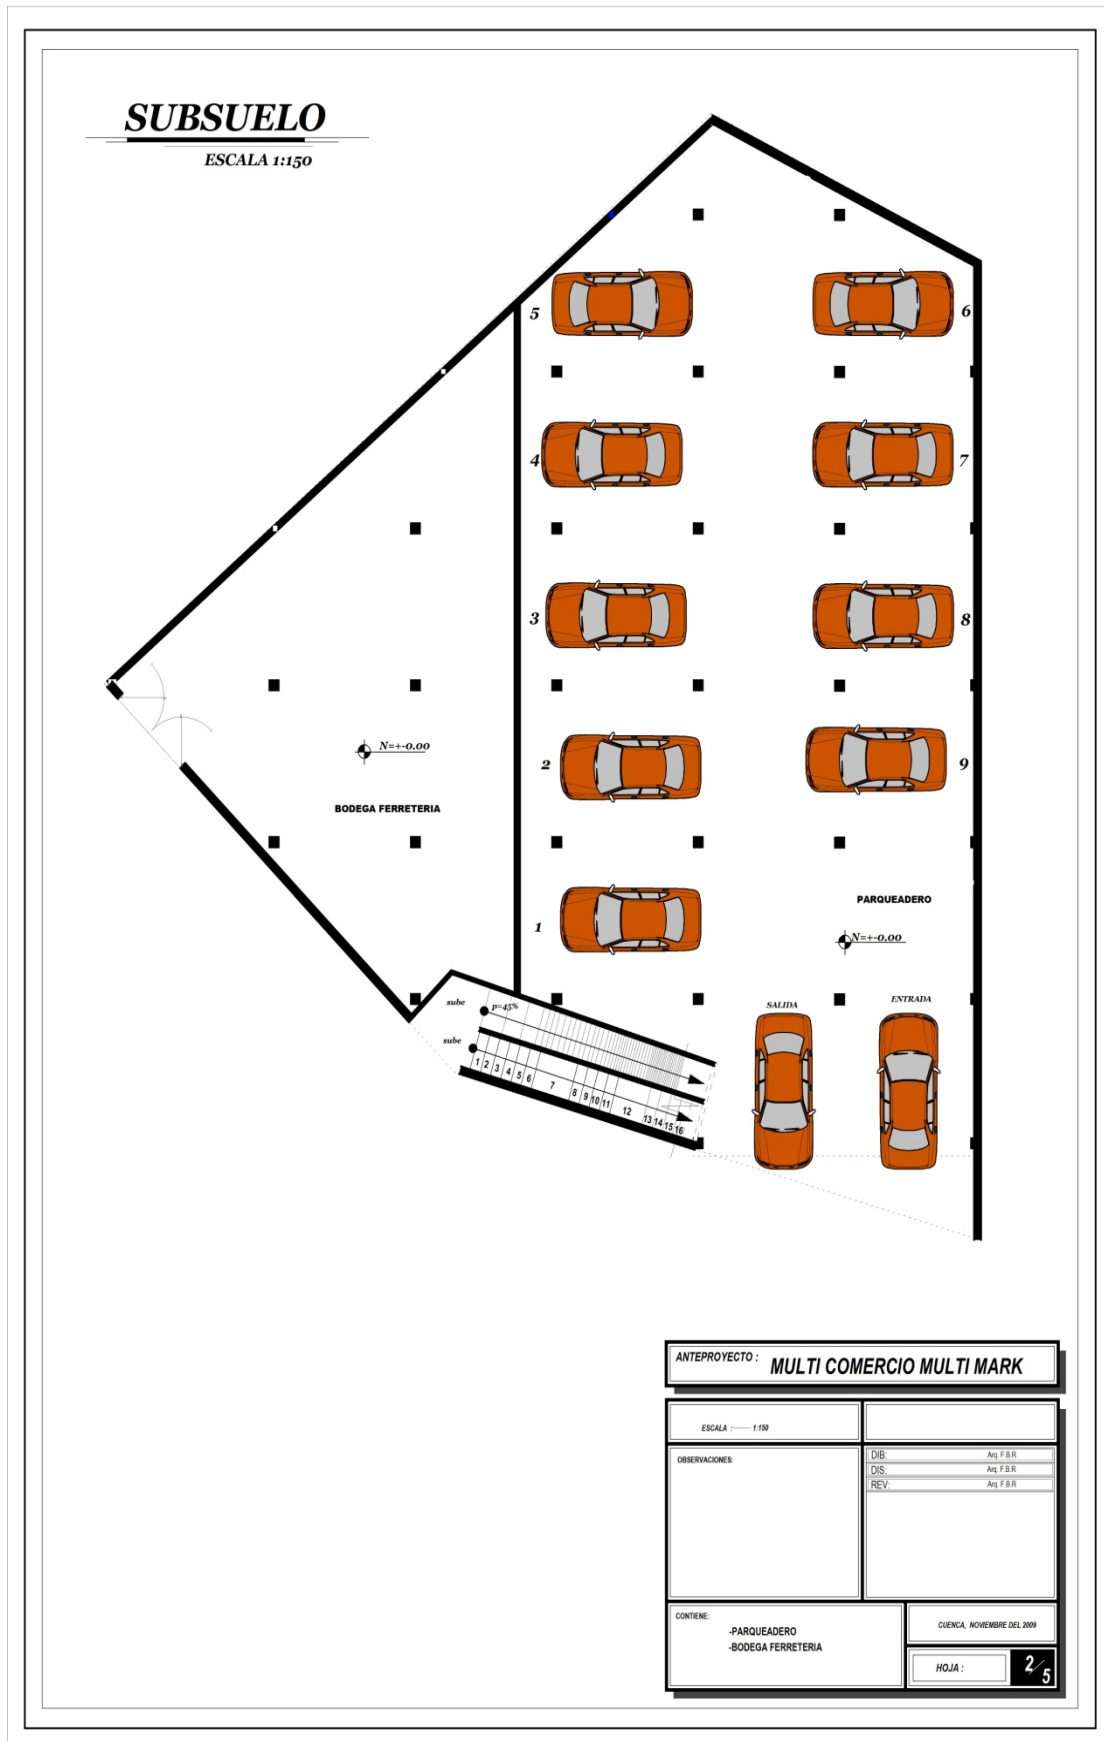 SUBSUELO
ESCALA 1:150
5
6
4
7
3
8
2
9
N=+-0.00
BODEGA FERRETERIA
1
PARQUEADERO
N=+-0,00
sube
p=45%
SALIDA
ENTRADA
sube
1 2 3 4 5 6 7 8 9 10 11 12 13 14 15 16
ANTEPROYECTO : MULTI COMERCIO MULTI MARK
ESCALA :------- 1:150
OBSERVACIONES:
DIB: Arq. F.B.R
DIS: Arq. F.B.R
REV: Arq. F.B.R
CONTIENE:
-PARQUEADERO
-BODEGA FERRETERIA
CUENCA, NOVIEMBRE DEL 2009
HOJA : 2/5